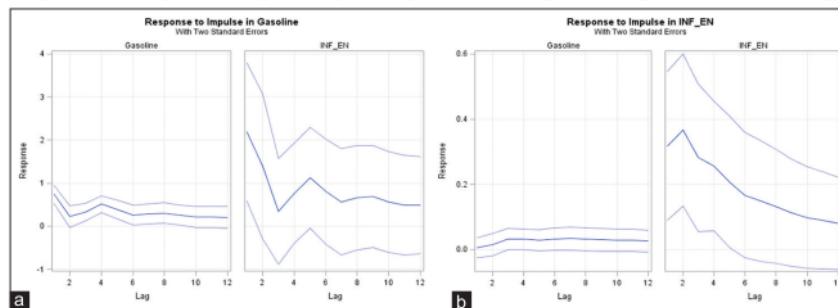 Response to Impulse in Gasoline
With Two Standard Errors
Gasoline
INF_EN
4
3
2
1
0
-1
Response
2
4
6
8
10
12
2
4
6
8
10
12
Lag
Lag
a
Response to Impulse in INF_EN
With Two Standard Errors
Gasoline
INF_EN
0.6
0.4
0.2
0.0
Response
2
4
6
8
10
12
2
4
6
8
10
12
Lag
Lag
b